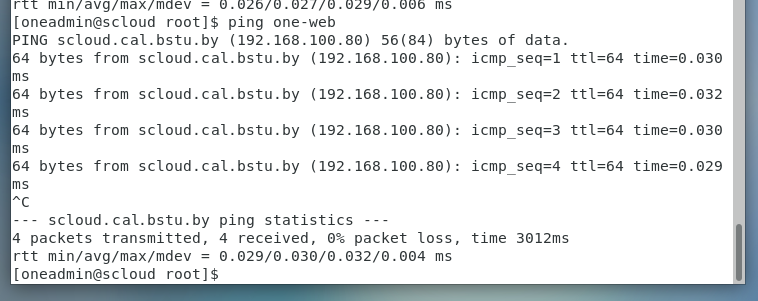 rtt min/avg/max/mdev = 0.026/0.027/0.029/0.006 ms
[oneadmin@scloud root]$ ping one-web
PING scloud.cal.bstu.by (192.168.100.80) 56(84) bytes of data.
64 bytes from scloud.cal.bstu.by (192.168.100.80): icmp_seq=1 ttl=64 time=0.030
ms
64 bytes from scloud.cal.bstu.by (192.168.100.80): icmp_seq=2 ttl=64 time=0.032
ms
64 bytes from scloud.cal.bstu.by (192.168.100.80): icmp_seq=3 ttl=64 time=0.030
ms
64 bytes from scloud.cal.bstu.by (192.168.100.80): icmp_seq=4 ttl=64 time=0.029
ms
^C
--- scloud.cal.bstu.by ping statistics ---
4 packets transmitted, 4 received, 0% packet loss, time 3012ms
rtt min/avg/max/mdev = 0.029/0.030/0.032/0.004 ms
[oneadmin@scloud root]$